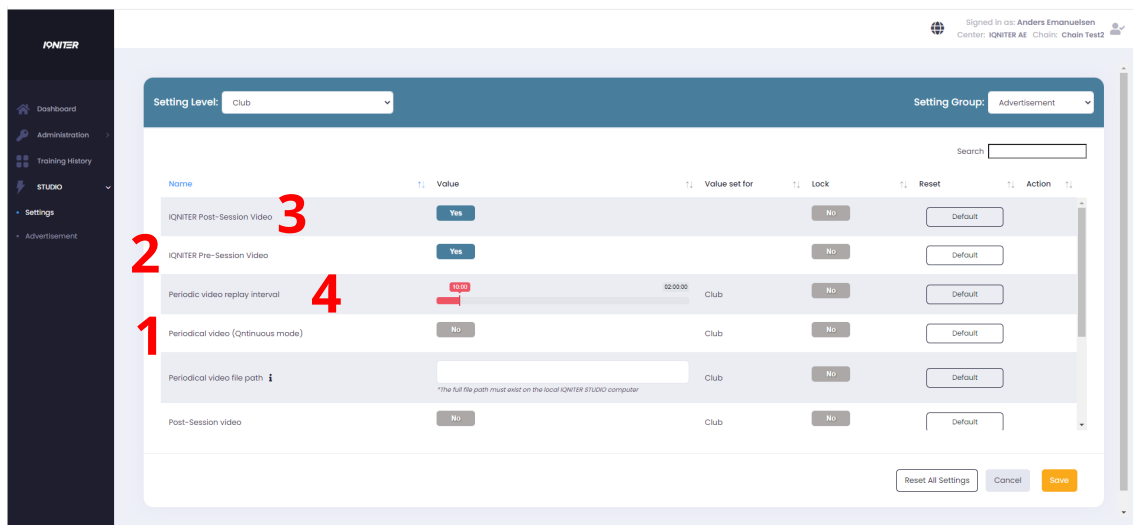 IQNITER
Signed in as: Anders Emanuelsen
Center: IQNITER AE Chain: Chain Test2
Dashboard
Administration
Training History
STUDIO
Settings
Advertisement
Setting Level: Club
Setting Group: Advertisement
Search
Name Value Value set for Lock Reset Action
IQNITER Post-Session Video 3 Yes No Default
2 IQNITER Pre-Session Video Yes No Default
Periodic video replay interval 4 10:00 02:00:00 Club No Default
1 Periodical video (Qntinuous mode) No Club No Default
Periodical video file path i Club No Default
*The full file path must exist on the local IQNITER STUDIO computer
Post-Session video No Club No Default
Reset All Settings Cancel Save